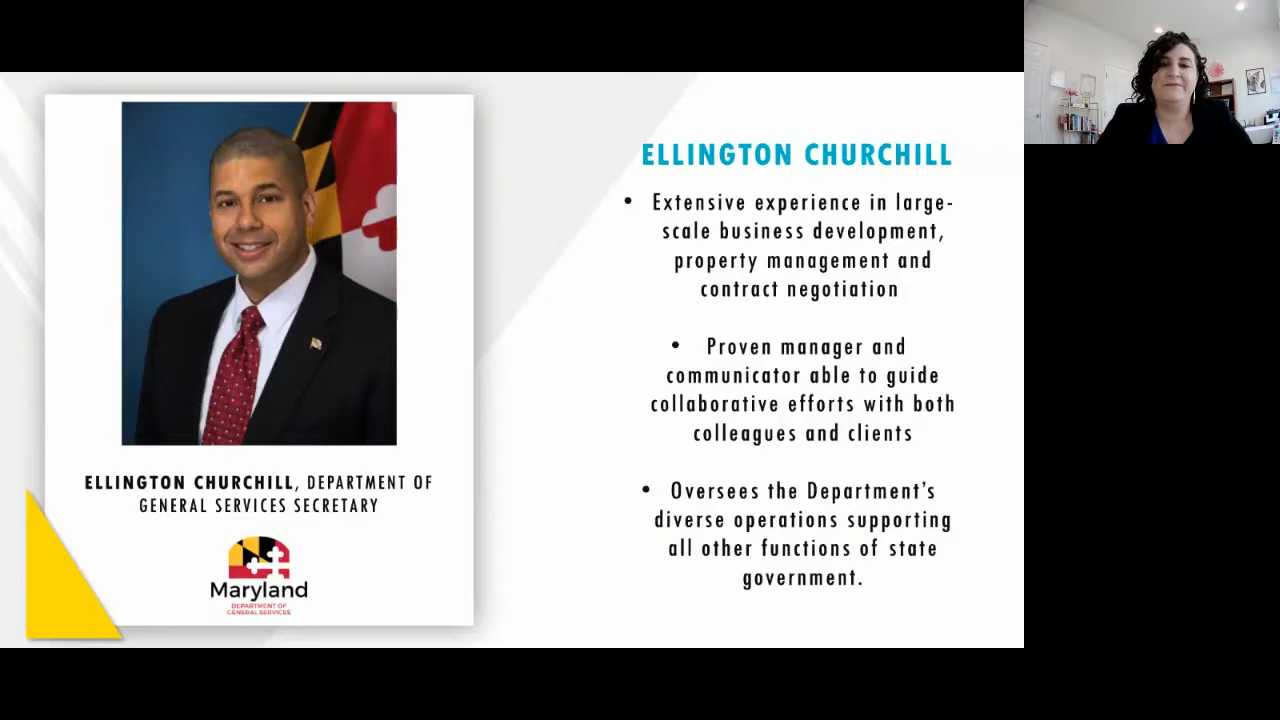 ELLINGTON CHURCHILL, DEPARTMENT OF
GENERAL SERVICES SECRETARY
Maryland
DEPARTMENT OF
GENERAL SERVICES
ELLINGTON CHURCHILL
• Extensive experience in large-
scale business development,
property management and
contract negotiation
• Proven manager and
communicator able to guide
collaborative efforts with both
colleagues and clients
• Oversees the Department’s
diverse operations supporting
all other functions of state
government.